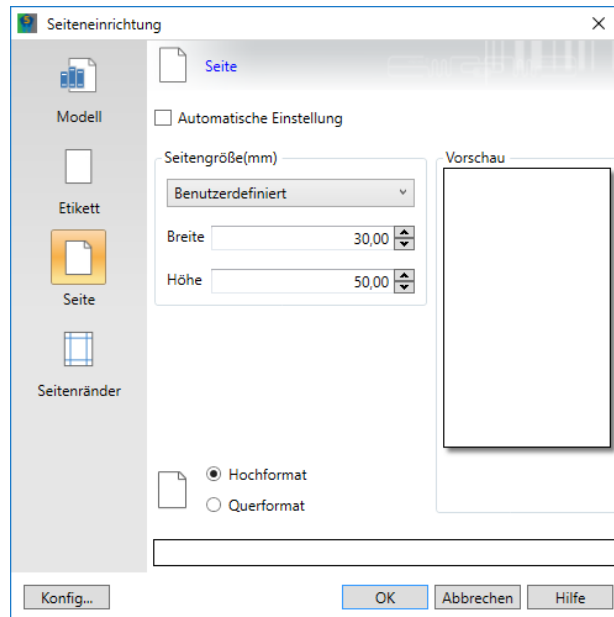 Seiteneinrichtung
Modell
Etikett
Seite
Seitenränder
Seite
Automatische Einstellung
Seitengröße(mm)
Benutzerdefiniert
Breite 30,00
Höhe 50,00
Vorschau
Hochformat
Querformat
Konfig... OK Abbrechen Hilfe